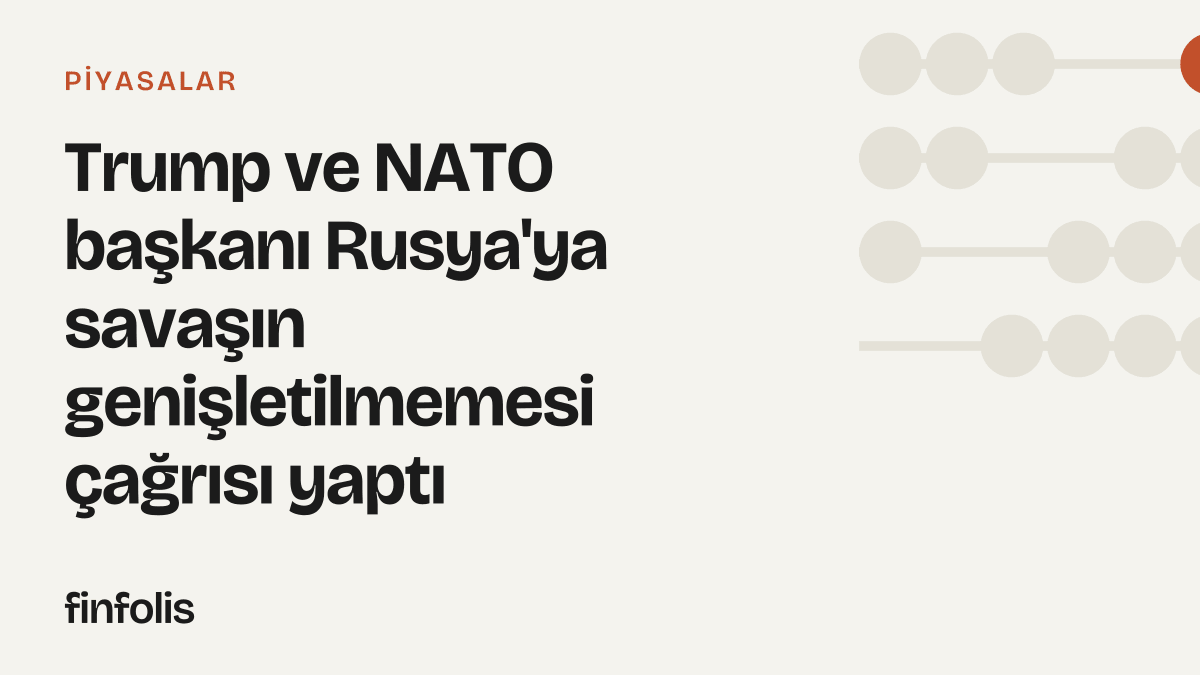 PİYASALAR
Trump ve NATO
başkanı Rusya'ya
savaşın
genişletilmemesi
çağrısı yaptı
finfolis